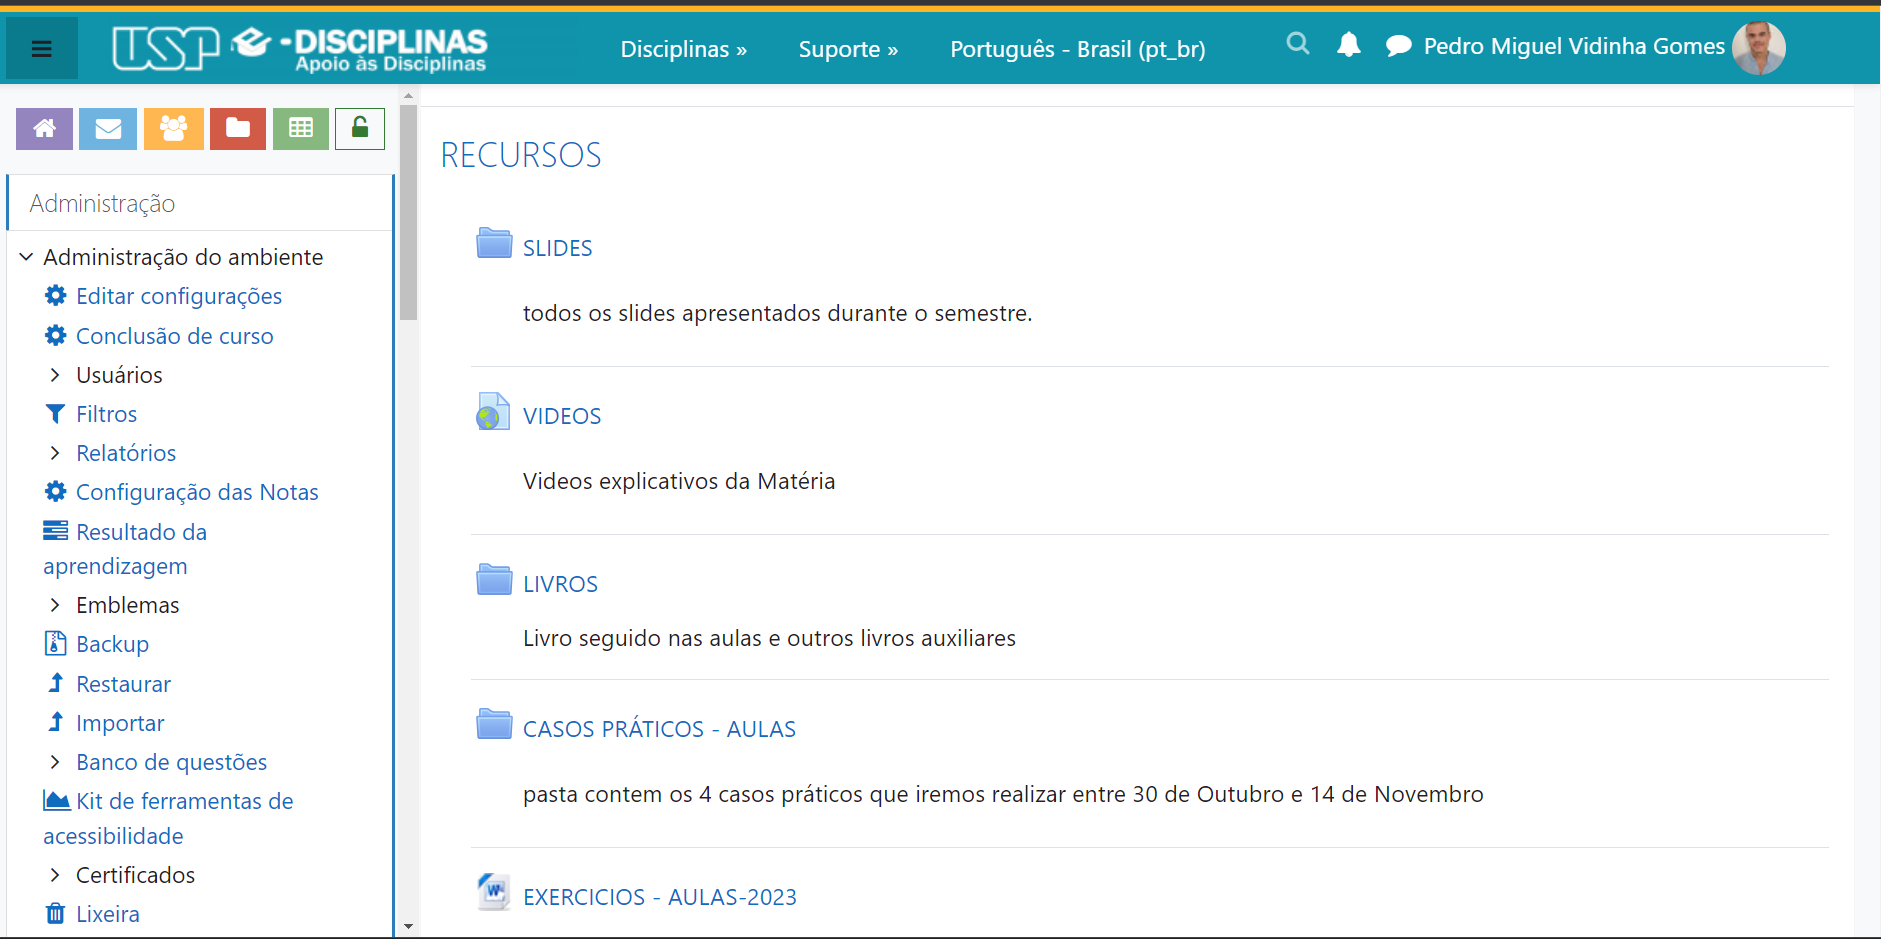 USP e-DISCIPLINAS
Apoio às Disciplinas
Disciplinas »
Suporte »
Português - Brasil (pt_br)
Pedro Miguel Vidinha Gomes
Administração
Administração do ambiente
Editar configurações
Conclusão de curso
Usuários
Filtros
Relatórios
Configuração das Notas
Resultado da
aprendizagem
Emblemas
Backup
Restaurar
Importar
Banco de questões
Kit de ferramentas de
acessibilidade
Certificados
Lixeira
RECURSOS
SLIDES
todos os slides apresentados durante o semestre.
VIDEOS
Videos explicativos da Matéria
LIVROS
Livro seguido nas aulas e outros livros auxiliares
CASOS PRÁTICOS - AULAS
pasta contem os 4 casos práticos que iremos realizar entre 30 de Outubro e 14 de Novembro
W
EXERCICIOS - AULAS-2023